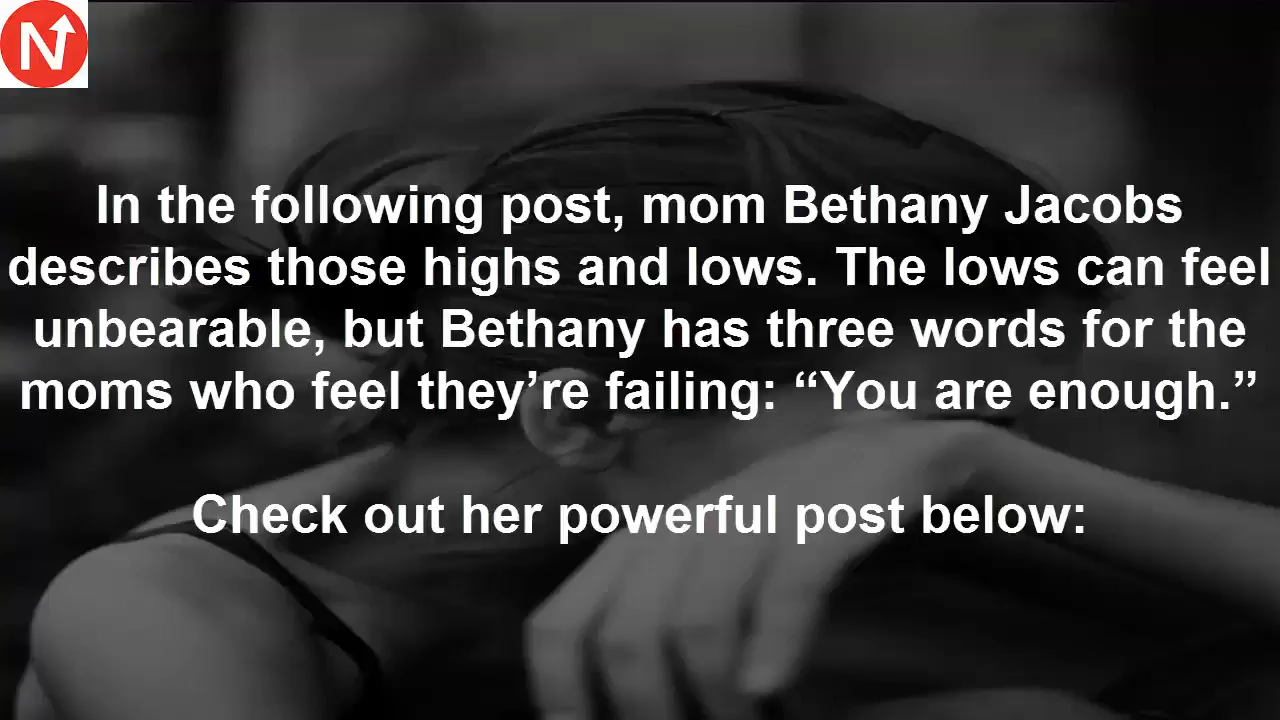 N
In the following post, mom Bethany Jacobs
describes those highs and lows. The lows can feel
unbearable, but Bethany has three words for the
moms who feel they’re failing: “You are enough.”
Check out her powerful post below: